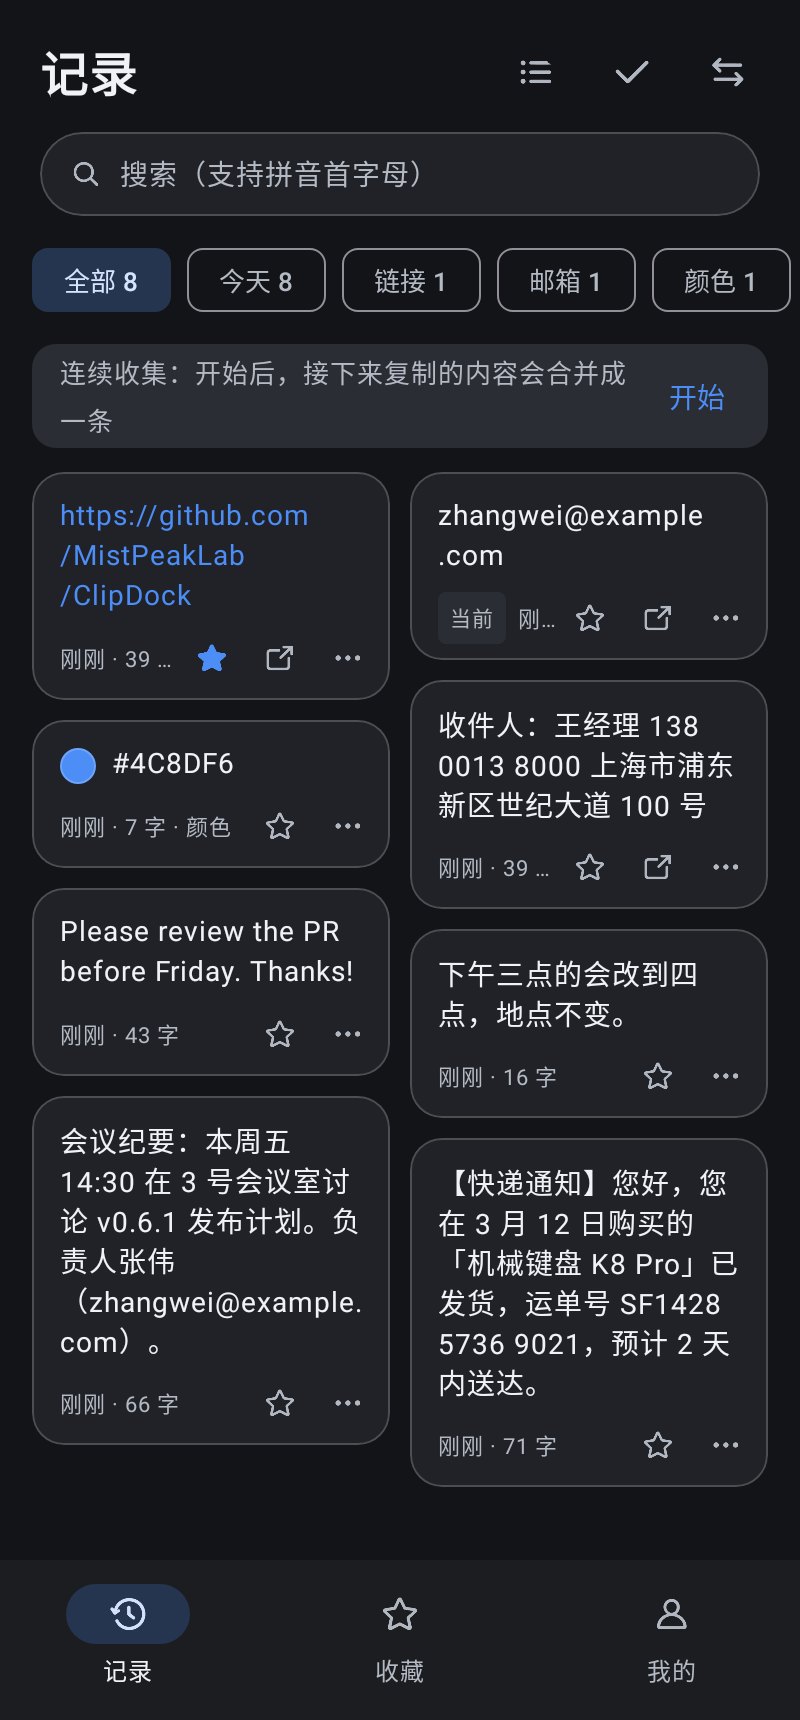 记录
搜索（支持拼音首字母）
全部 8
今天 8
链接 1
邮箱 1
颜色 1
连续收集：开始后，接下来复制的内容会合并成
一条
开始
https://github.com
/MistPeakLab
/ClipDock
刚刚 · 39 ...
zhangwei@example
.com
当前 刚...
#4C8DF6
刚刚 · 7 字 · 颜色
收件人：王经理 138
0013 8000 上海市浦东
新区世纪大道 100 号
刚刚 · 39 ...
Please review the PR
before Friday. Thanks!
刚刚 · 43 字
下午三点的会改到四
点，地点不变。
刚刚 · 16 字
会议纪要：本周五
14:30 在 3 号会议室讨
论 v0.6.1 发布计划。负
责人张伟
（zhangwei@example.
com）。
刚刚 · 66 字
【快递通知】您好，您
在 3 月 12 日购买的
「机械键盘 K8 Pro」已
发货，运单号 SF1428
5736 9021，预计 2 天
内送达。
刚刚 · 71 字
记录
收藏
我的